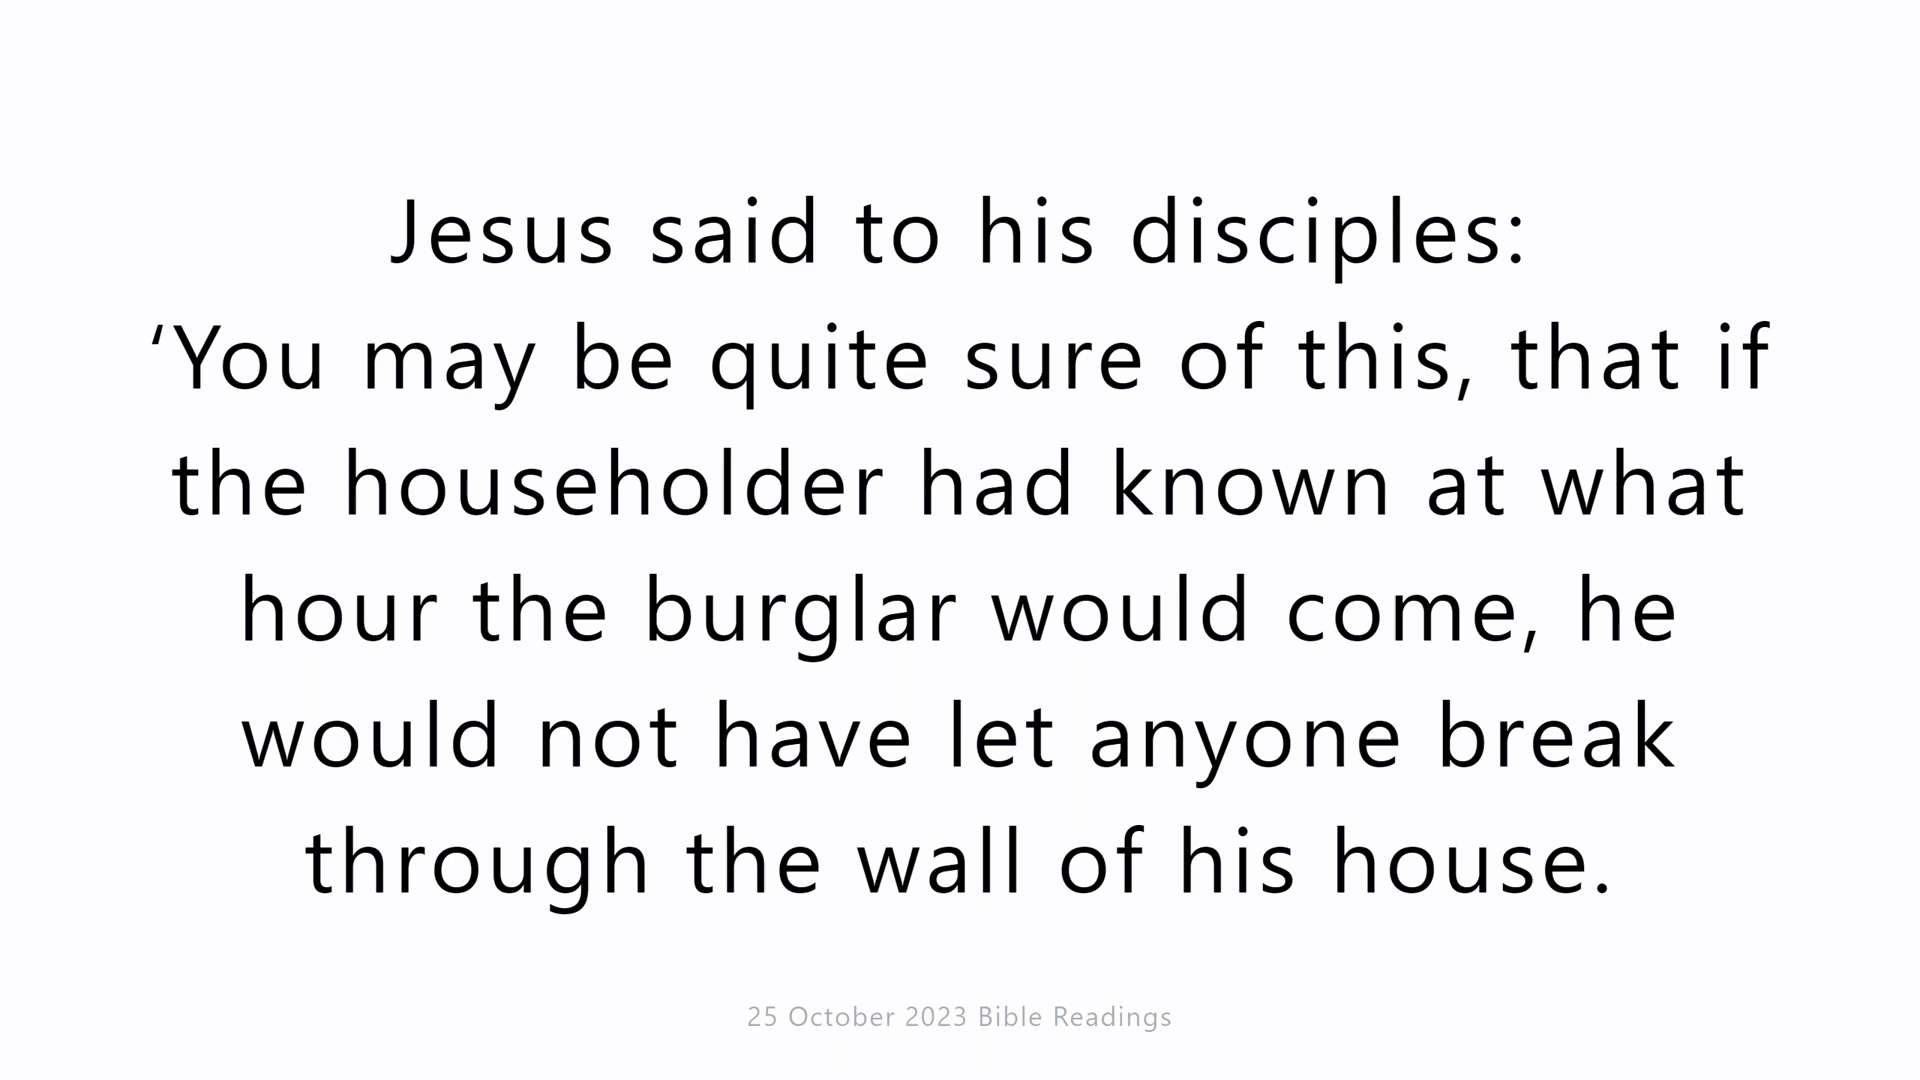 Jesus said to his disciples:
‘You may be quite sure of this, that if
the householder had known at what
hour the burglar would come, he
would not have let anyone break
through the wall of his house.
25 October 2023 Bible Readings